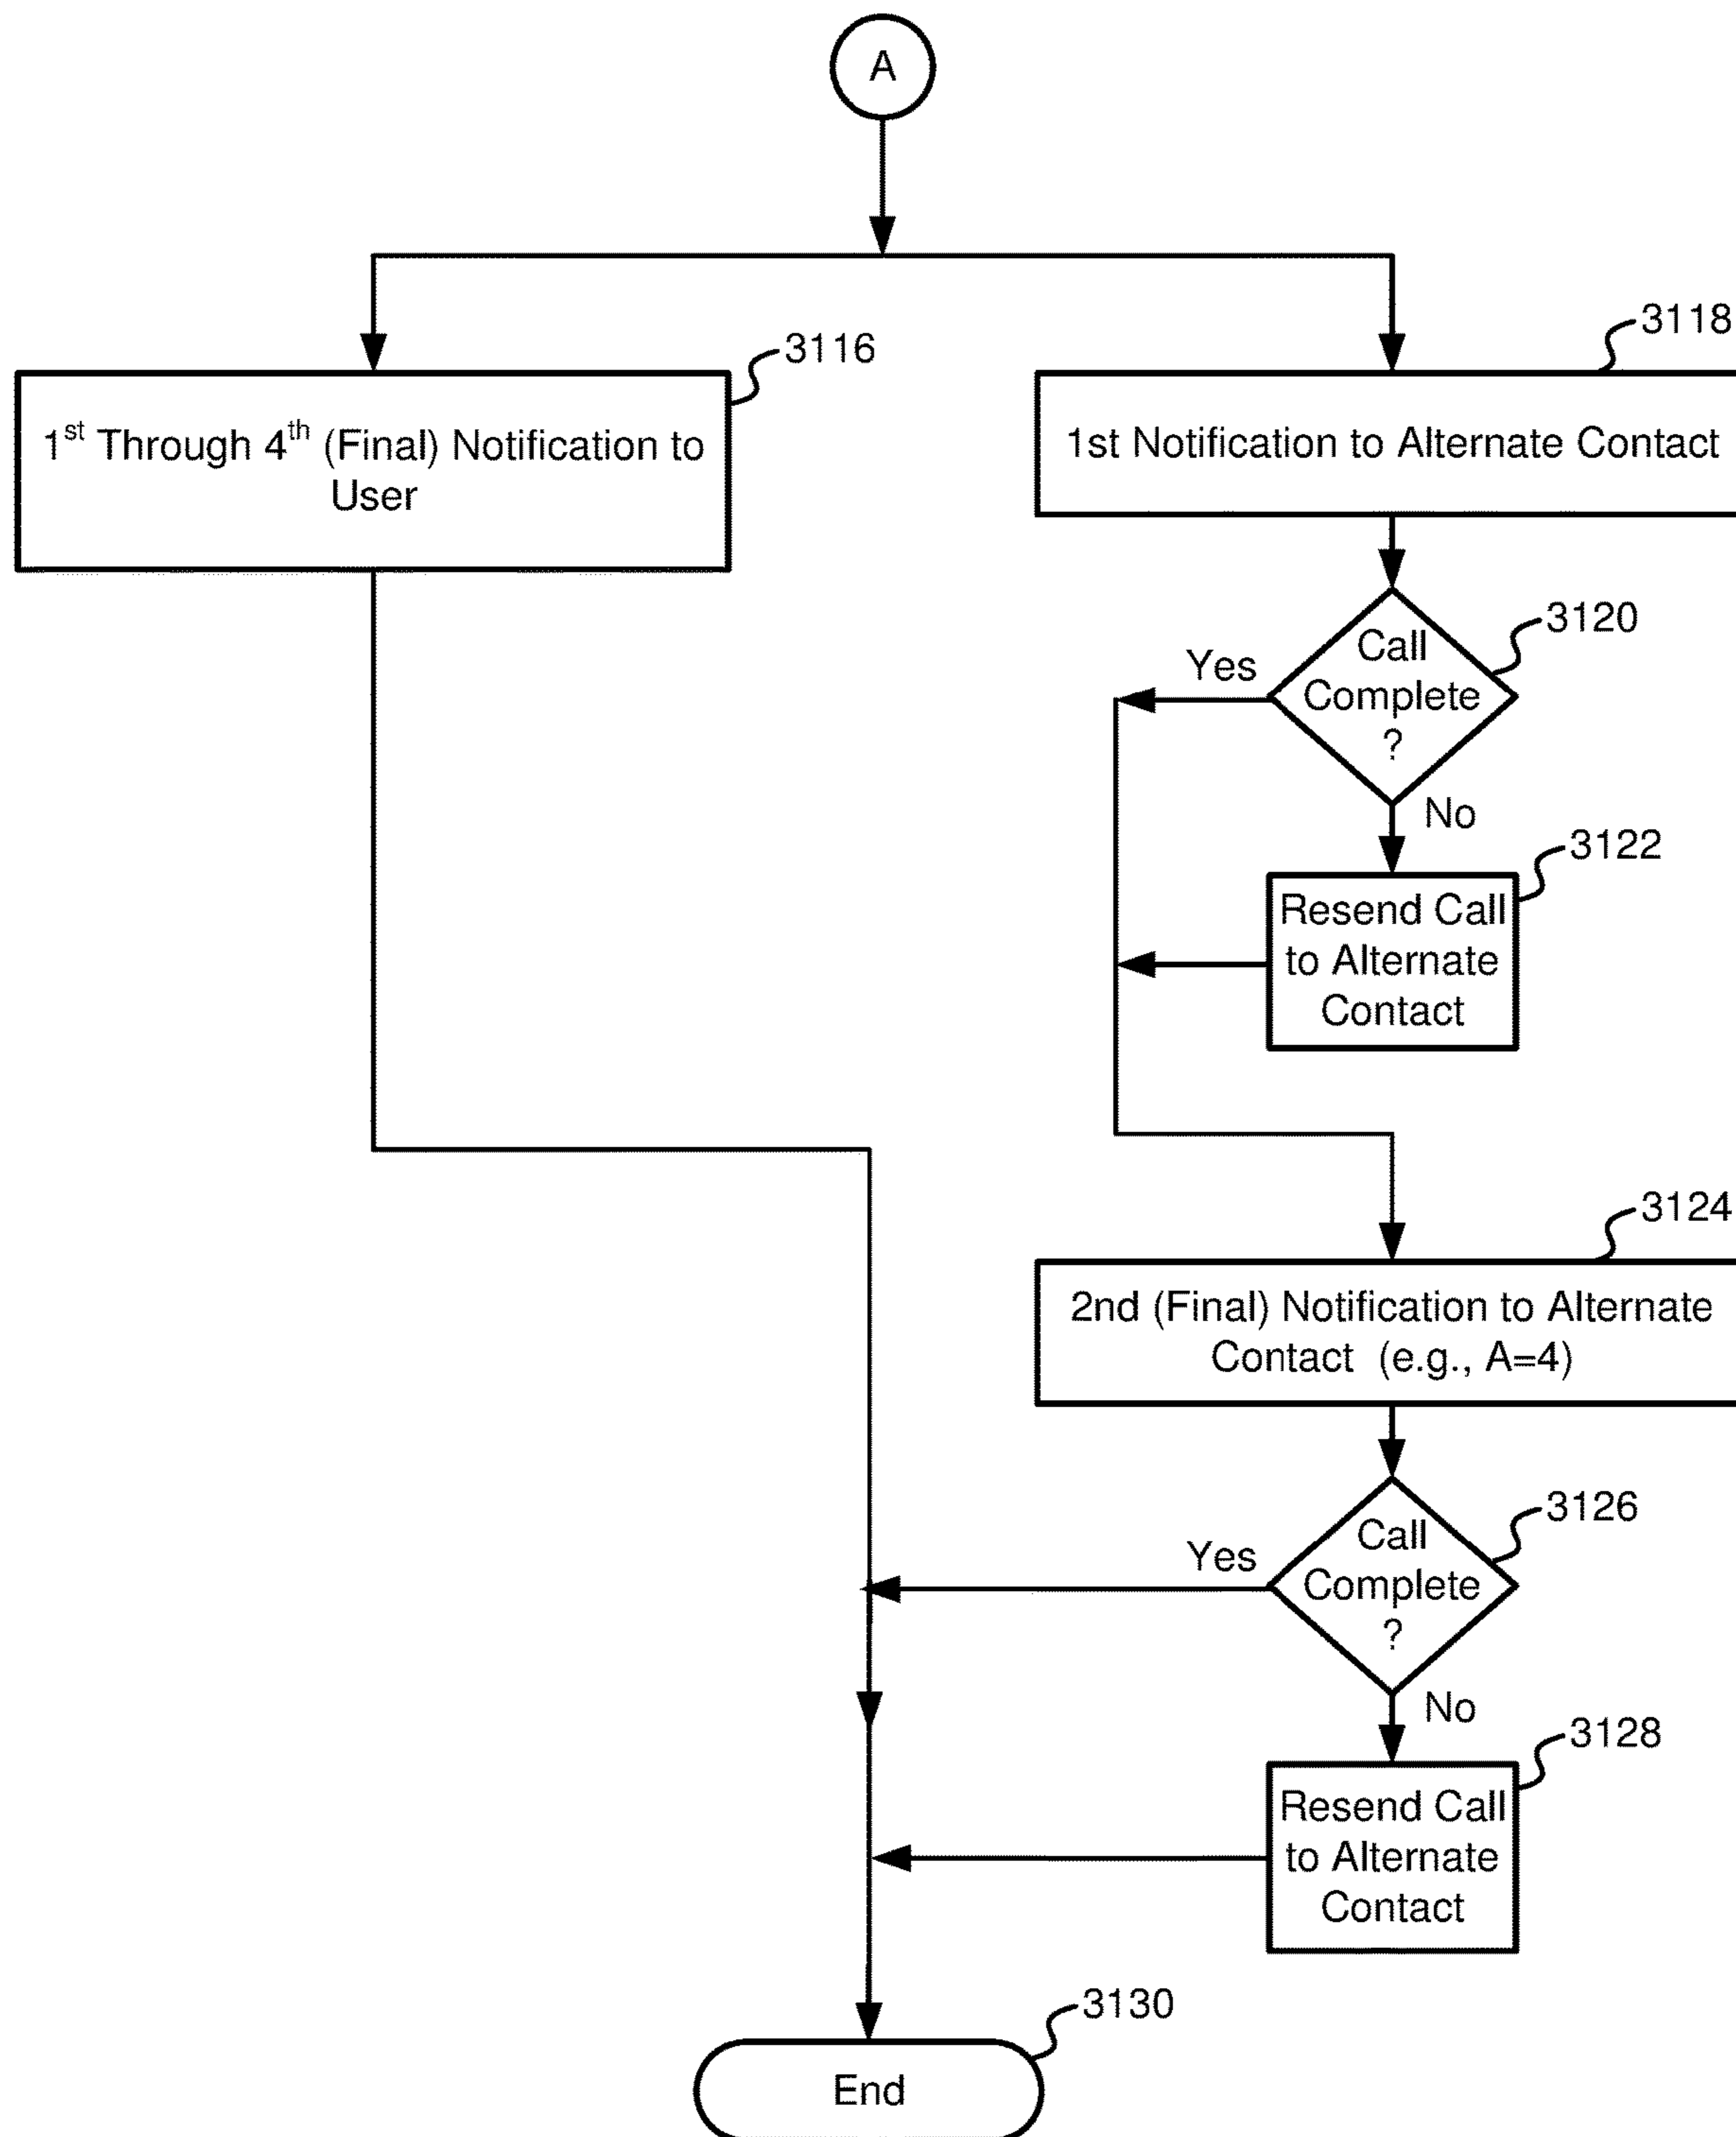 A
3116
1st Through 4th (Final) Notification to
User
3118
1st Notification to Alternate Contact
3120
Call
Complete
?
Yes
No
3122
Resend Call
to Alternate
Contact
3124
2nd (Final) Notification to Alternate
Contact (e.g., A=4)
3126
Call
Complete
?
Yes
No
3128
Resend Call
to Alternate
Contact
3130
End